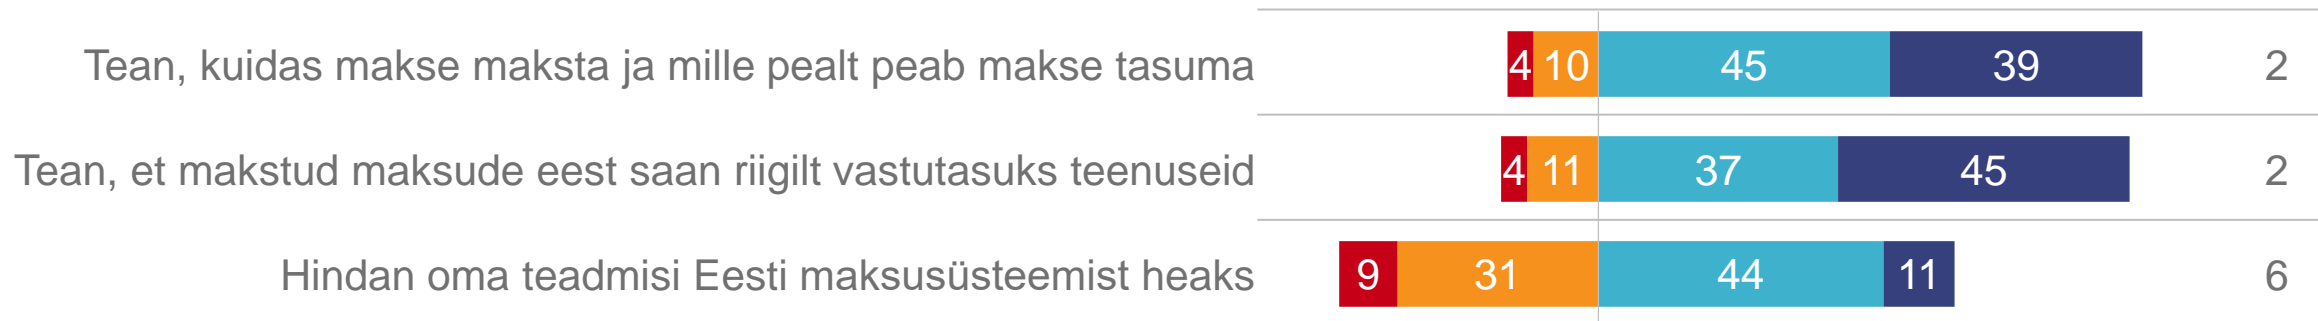 Tean, kuidas makse maksta ja mille pealt peab makse tasuma 4 10 45 39 2
Tean, et makstud maksude eest saan riigilt vastutasuks teenuseid 4 11 37 45 2
Hindan oma teadmisi Eesti maksusüsteemist heaks 9 31 44 11 6